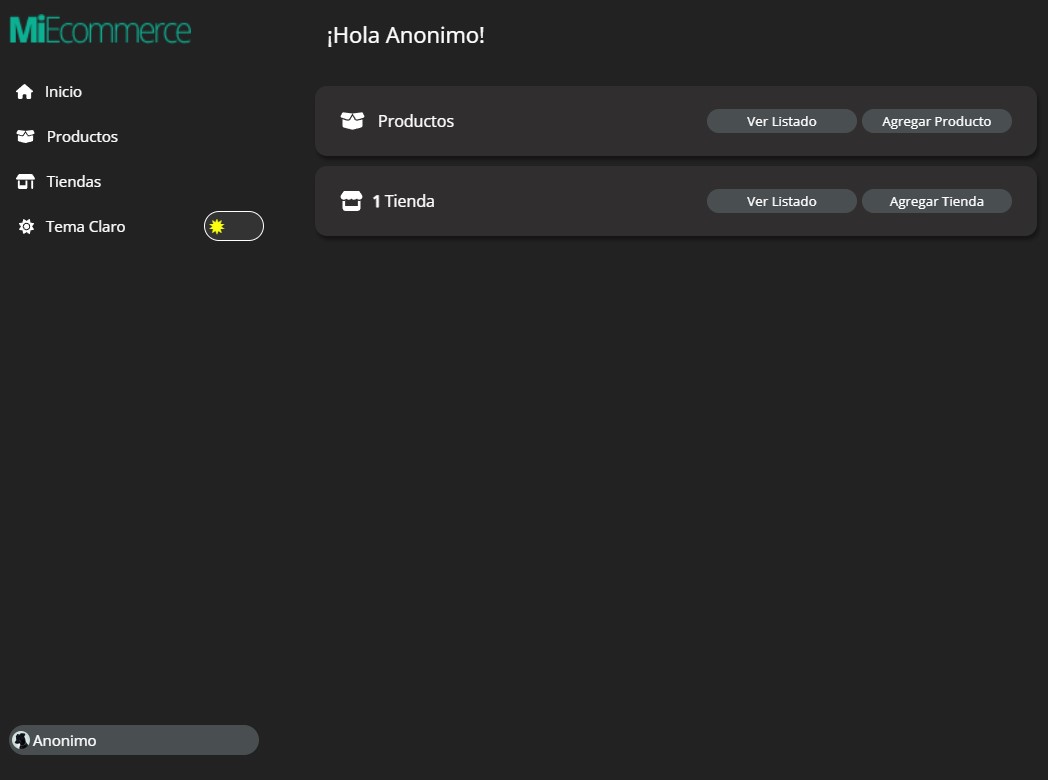 MiEcommerce
¡Hola Anonimo!
Inicio
Productos
Tiendas
Tema Claro
Productos
Ver Listado
Agregar Producto
1 Tienda
Ver Listado
Agregar Tienda
Anonimo